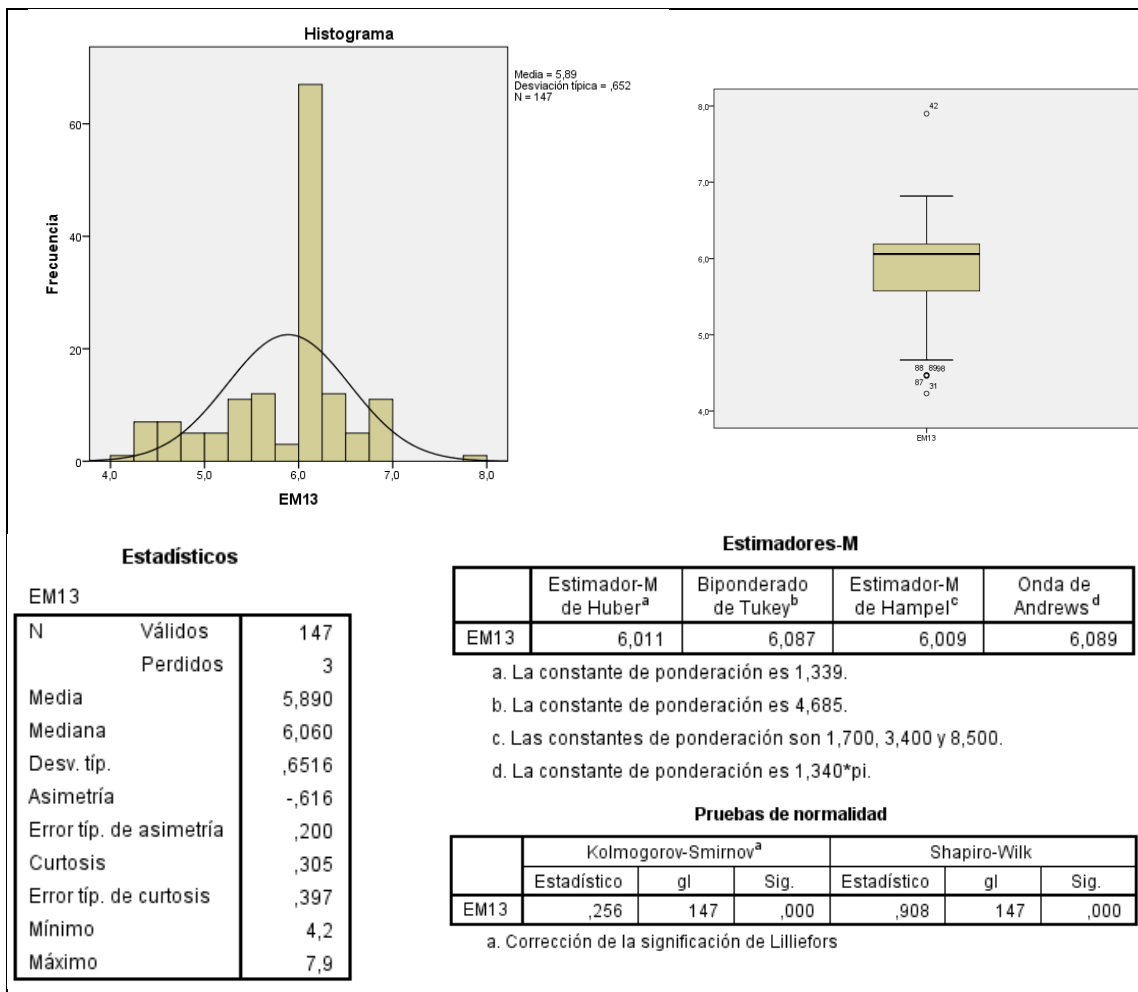 Histograma
Media = 5,89
Desviación típica = ,652
N = 147
Frecuencia
60
40
20
0
4,0 5,0 6,0 7,0 8,0
EM13
8,0
7,0
6,0
5,0
4,0
42
88 89 98
87 31
EM13
Estadísticos
EM13
N Válidos 147
Perdidos 3
Media 5,890
Mediana 6,060
Desv. típ. ,6516
Asimetría -,616
Error típ. de asimetría ,200
Curtosis ,305
Error típ. de curtosis ,397
Mínimo 4,2
Máximo 7,9
Estimadores-M
Estimador-M de Huber a
Biponderado de Tukey b
Estimador-M de Hampel c
Onda de Andrews d
EM13 6,011 6,087 6,009 6,089
a. La constante de ponderación es 1,339.
b. La constante de ponderación es 4,685.
c. Las constantes de ponderación son 1,700, 3,400 y 8,500.
d. La constante de ponderación es 1,340*pi.
Pruebas de normalidad
Kolmogorov-Smirnov a Shapiro-Wilk
Estadístico gl Sig. Estadístico gl Sig.
EM13 ,256 147 ,000 ,908 147 ,000
a. Corrección de la significación de Lilliefors